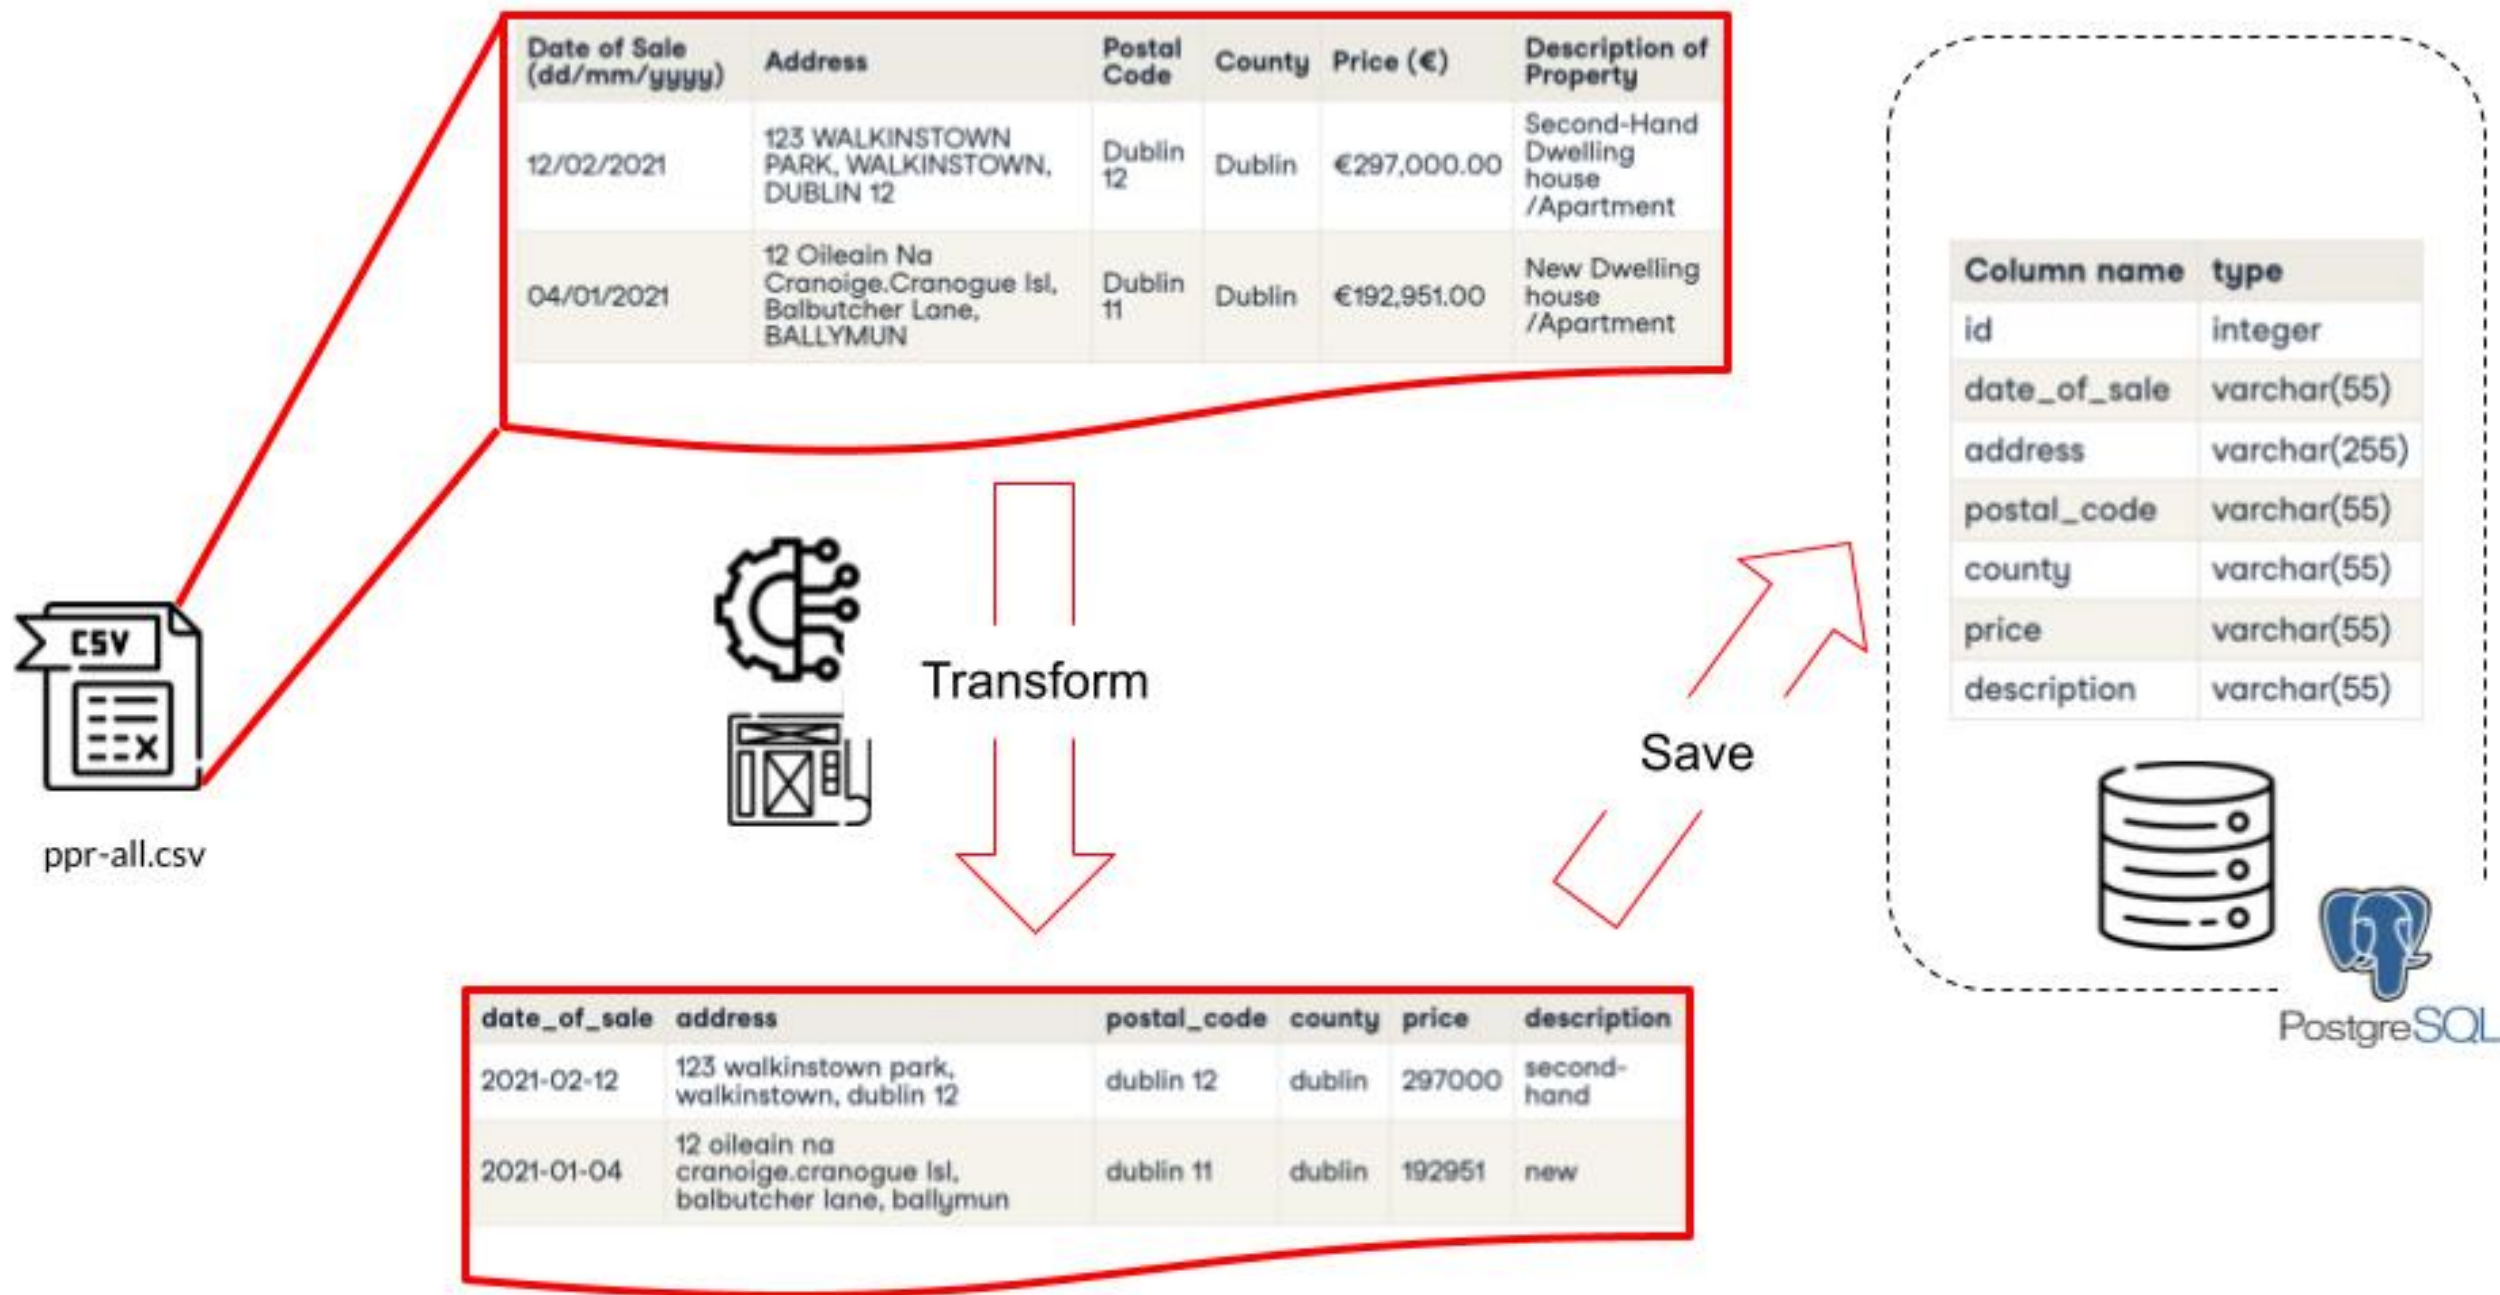 Date of Sale
(dd/mm/yyyy)
Address
Postal
Code
County
Price (€)
Description of
Property
12/02/2021
123 WALKINSTOWN
PARK, WALKINSTOWN,
DUBLIN 12
Dublin
12
Dublin
€297,000.00
Second-Hand
Dwelling
house
/Apartment
04/01/2021
12 Oileain Na
Cranoige.Cranogue Isl,
Balbutcher Lane,
BALLYMUN
Dublin
11
Dublin
€192,951.00
New Dwelling
house
/Apartment
CSV
ppr-all.csv
Transform
Save
date_of_sale
address
postal_code
county
price
description
2021-02-12
123 walkinstown park,
walkinstown, dublin 12
dublin 12
dublin
297000
second-
hand
2021-01-04
12 oileain na
cranoige.cranogue isl,
balbutcher lane, ballymun
dublin 11
dublin
192951
new
Column name
type
id
integer
date_of_sale
varchar(55)
address
varchar(255)
postal_code
varchar(55)
county
varchar(55)
price
varchar(55)
description
varchar(55)
PostgreSQL